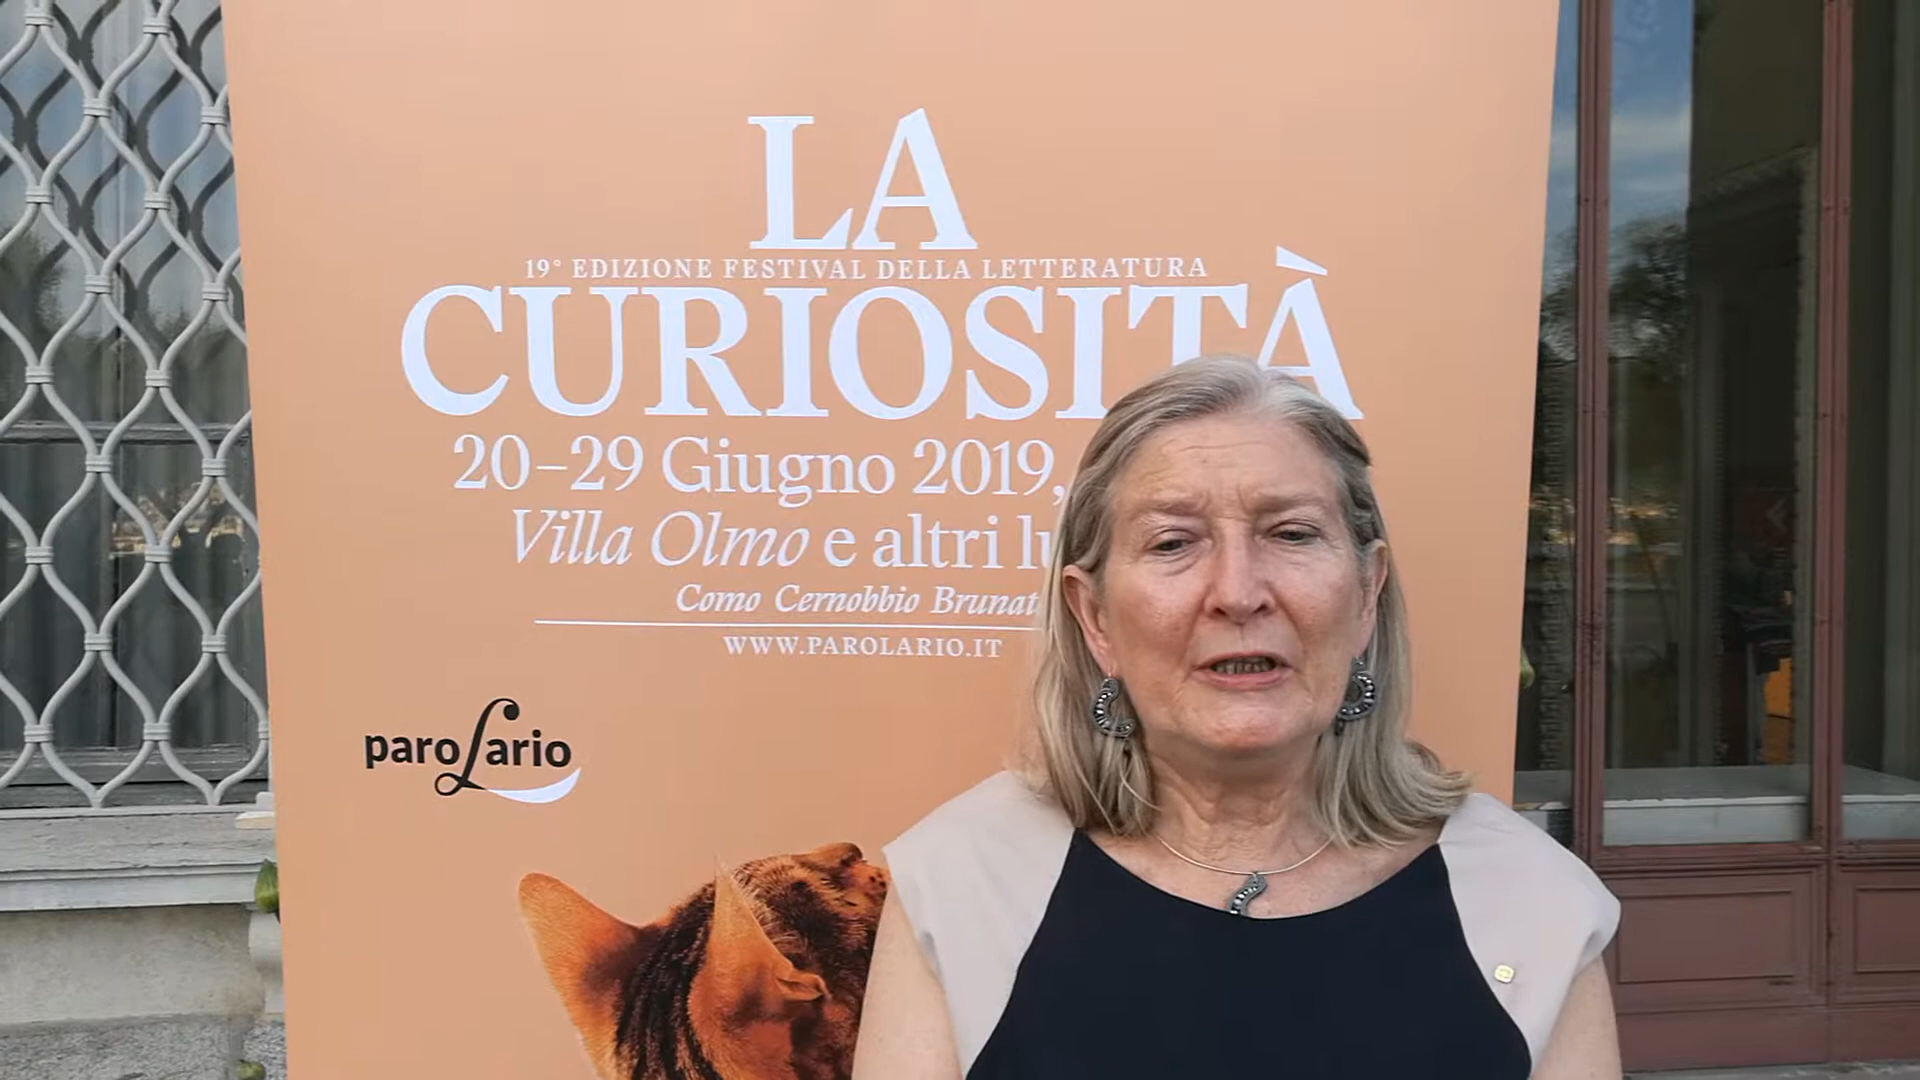 LA
19° EDIZIONE FESTIVAL DELLA LETTERATURA
CURIOSITÀ
20–29 Giugno 2019,
Villa Olmo e altri
Como Cernobbio
WWW.PAROLARIO.IT
paroLario